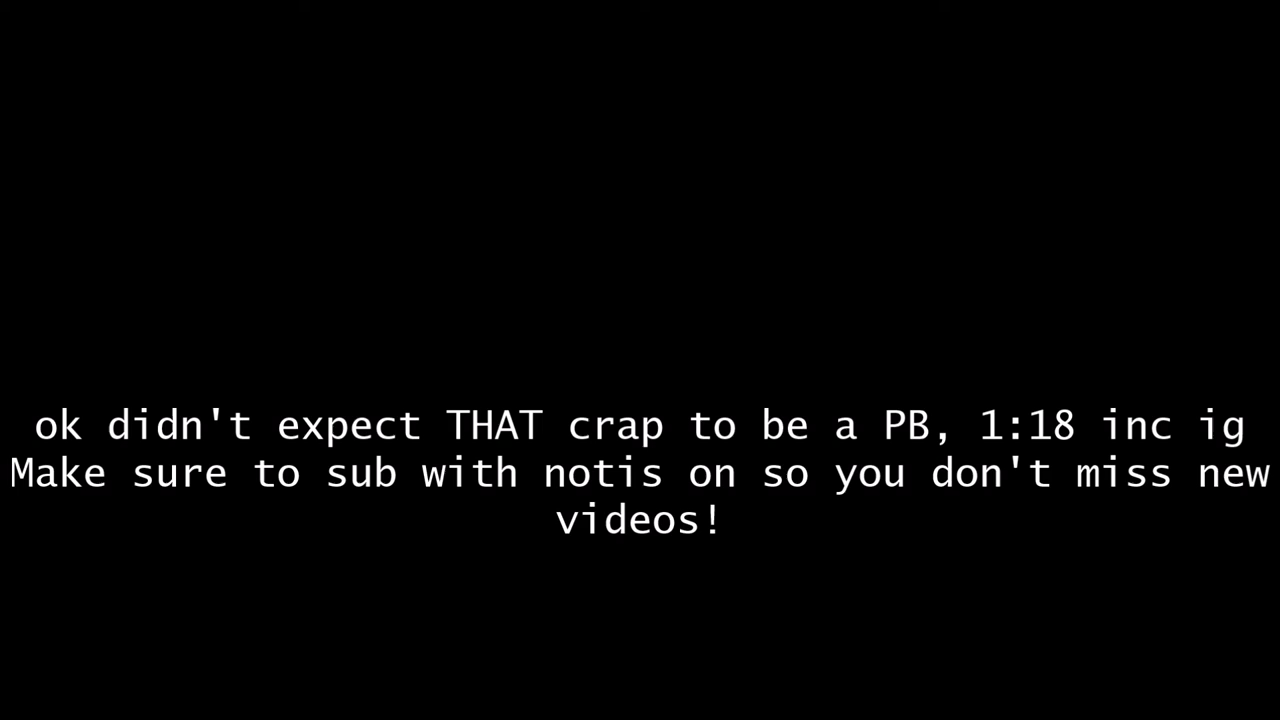 ok didn't expect THAT crap to be a PB, 1:18 inc ig
Make sure to sub with notis on so you don't miss new
videos!